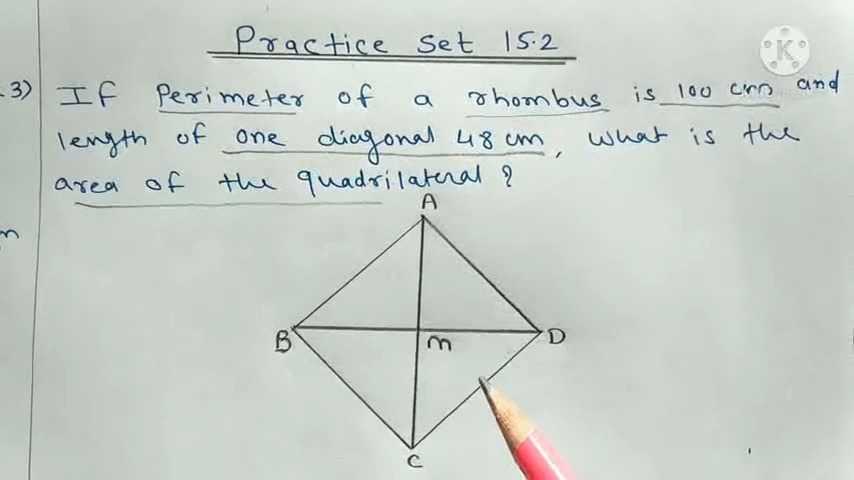 Practice Set 15.2
K
3) If Perimeter of a rhombus is 100 cm and
length of one diagonal 48 cm, what is the
area of the quadrilateral ?
A
B
m
D
C